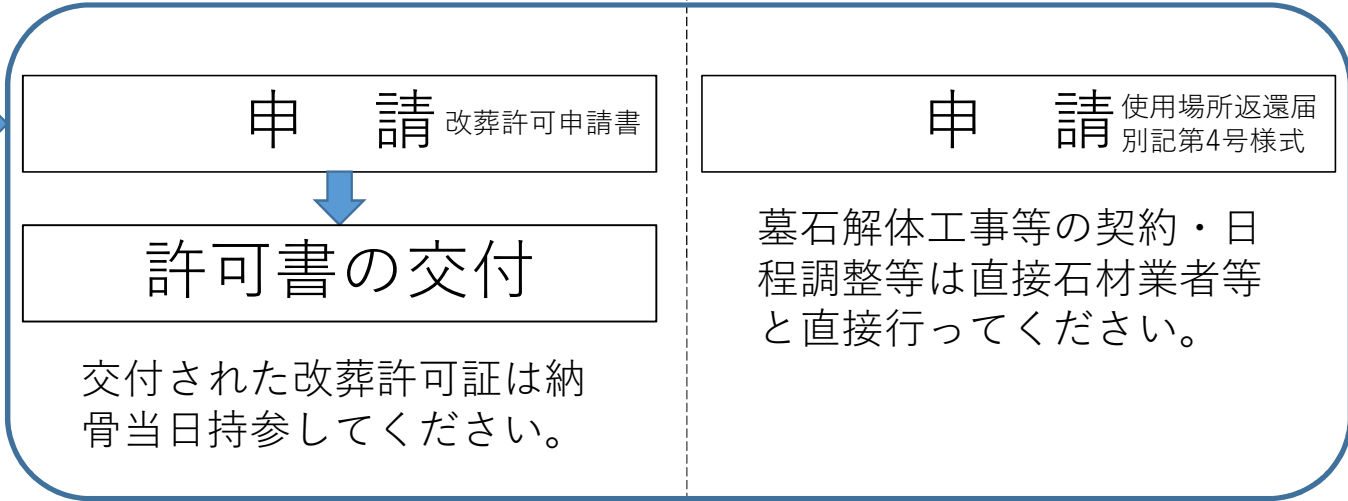 申　請 改葬許可申請書
許可書の交付
交付された改葬許可証は納
骨当日持参してください。
申　請 使用場所返還届
別記第4号様式
墓石解体工事等の契約・日
程調整等は直接石材業者等
と直接行ってください。